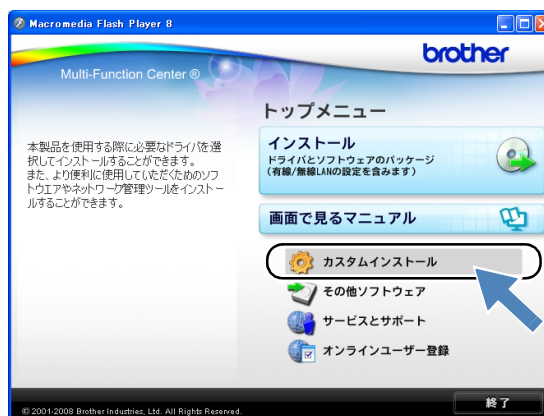 Macromedia Flash Player 8
brother
Multi-Function Center ®
トップメニュー
本製品を使用する際に必要なドライバを選
択してインストールすることができます。
また、より便利に使用していただくためのソフ
トウエアやネットワーク管理ツールをインストー
ルすることができます。
インストール
ドライバとソフトウェアのパッケージ
(有線/無線LANの設定を含みます)
画面で見るマニュアル
カスタムインストール
その他ソフトウェア
サービスとサポート
オンラインユーザー登録
© 2001-2008 Brother Industries, Ltd. All Rights Reserved.
終了